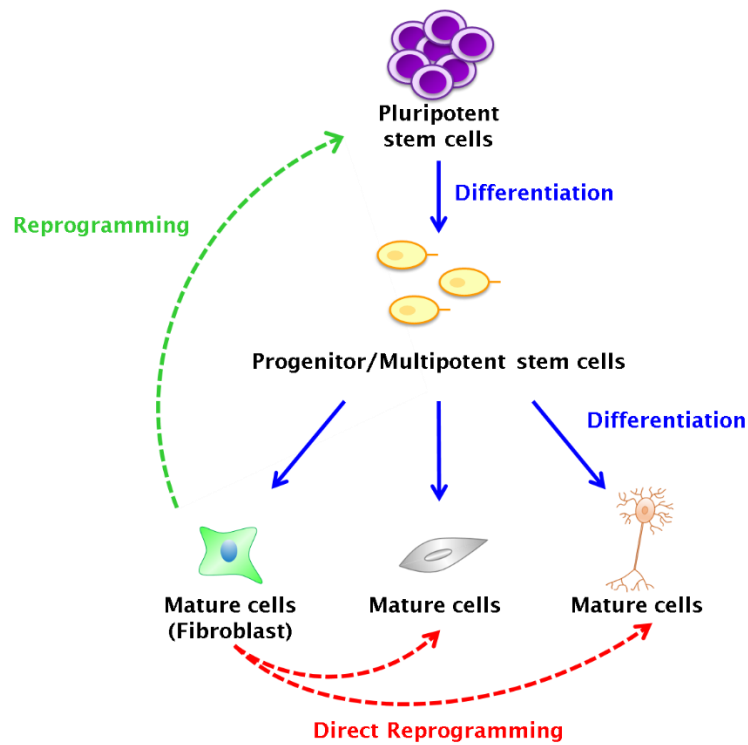 Pluripotent
stem cells
Differentiation
Reprogramming
Progenitor/Multipotent stem cells
Differentiation
Mature cells
(Fibroblast)
Mature cells
Mature cells
Direct Reprogramming